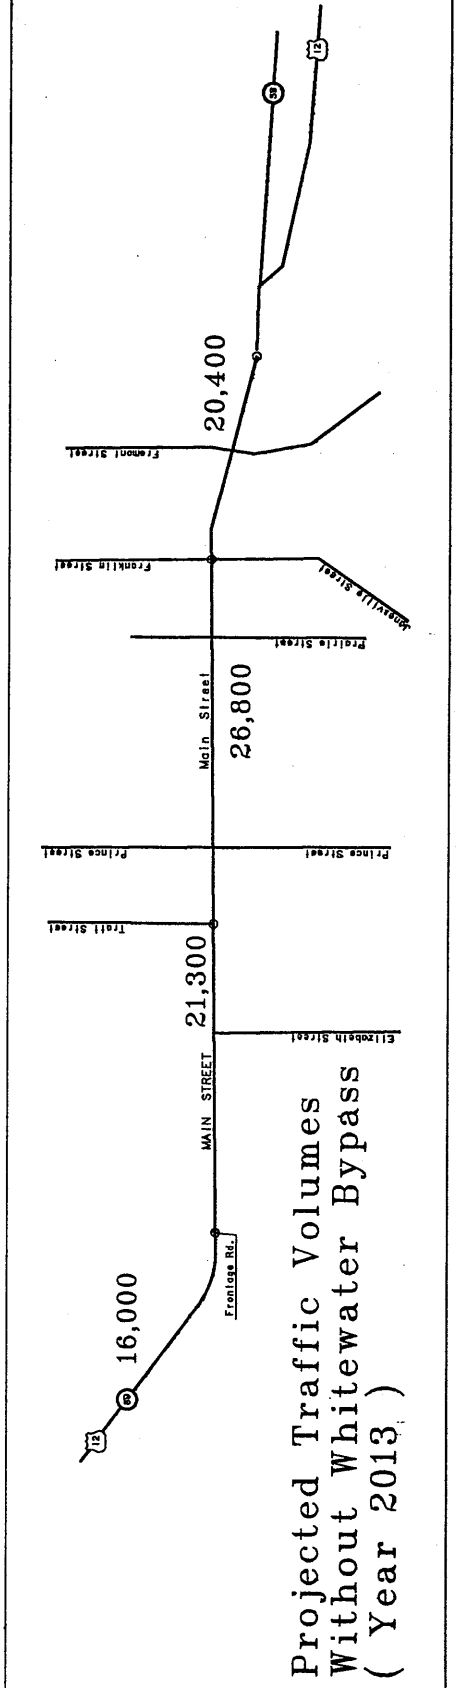 12
89
16,000
Frontage Rd.
MAIN STREET
Elizabeth Street
21,300
Tratt Street
Prince Street
Prince Street
Main Street
26,800
Prairie Street
Franklin Street
Janesville Street
Fremont Street
20,400
59
12
Projected Traffic Volumes
Without Whitewater Bypass
( Year 2013 )